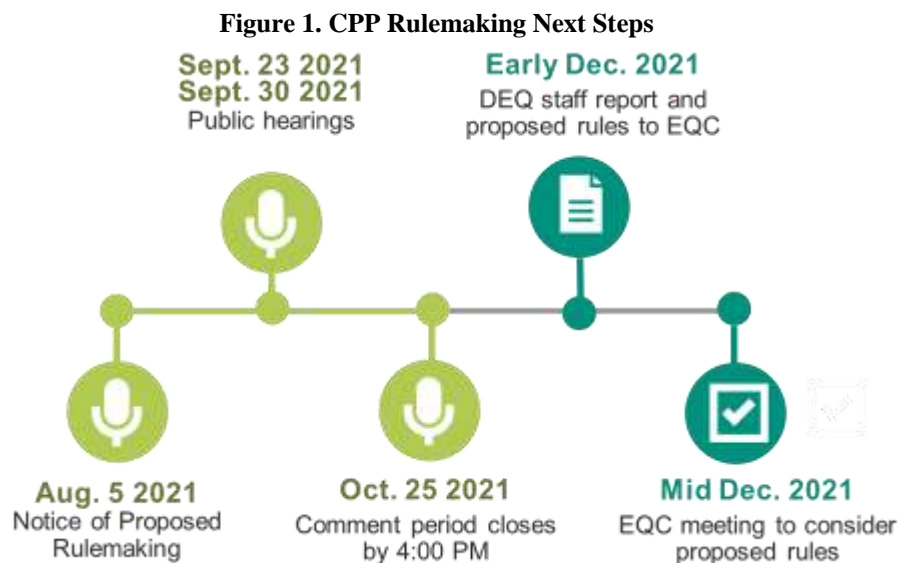 Figure 1. CPP Rulemaking Next Steps
Sept. 23 2021
Sept. 30 2021
Public hearings
Early Dec. 2021
DEQ staff report and
proposed rules to EQC
Aug. 5 2021
Notice of Proposed
Rulemaking
Oct. 25 2021
Comment period closes
by 4:00 PM
Mid Dec. 2021
EQC meeting to consider
proposed rules